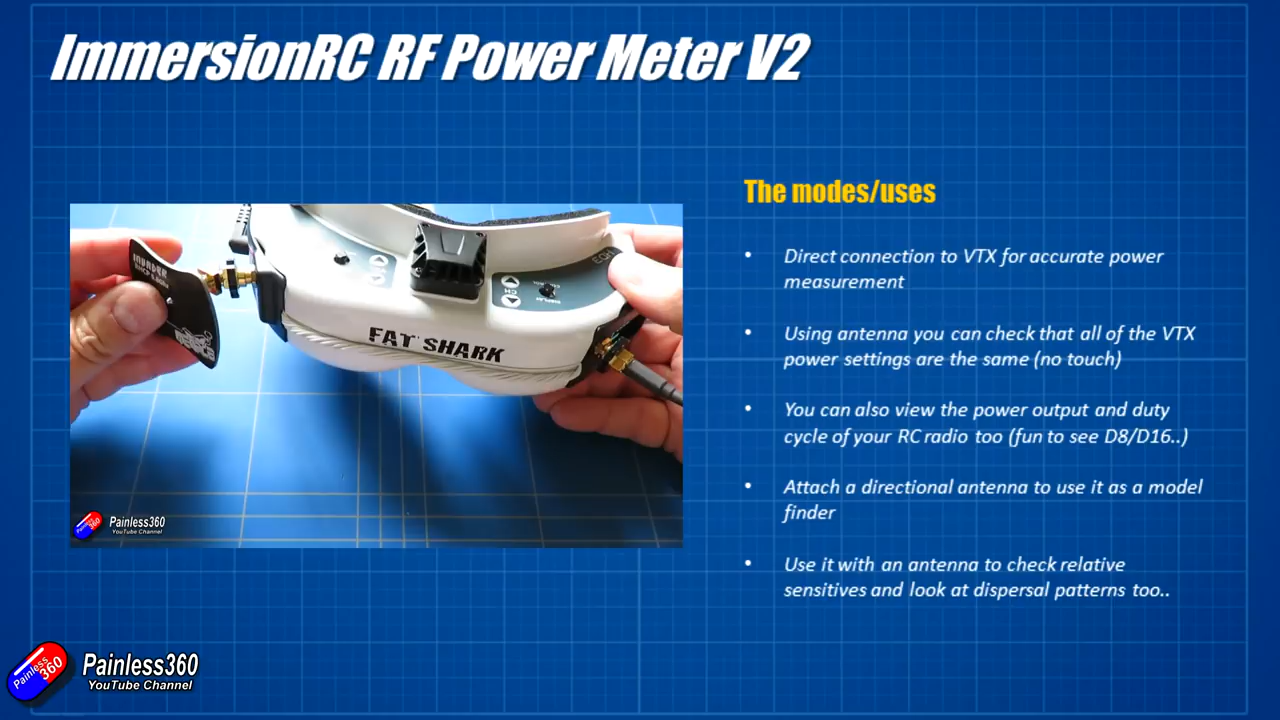 ImmersionRC RF Power Meter V2
The modes/uses
• Direct connection to VTX for accurate power
measurement
• Using antenna you can check that all of the VTX
power settings are the same (no touch)
• You can also view the power output and duty
cycle of your RC radio too (fun to see D8/D16..)
• Attach a directional antenna to use it as a model
finder
• Use it with an antenna to check relative
sensitives and look at dispersal patterns too..
INVADER
FAT SHARK
CH
Painless360
YouTube Channel
Painless360
Painless360
YouTube Channel